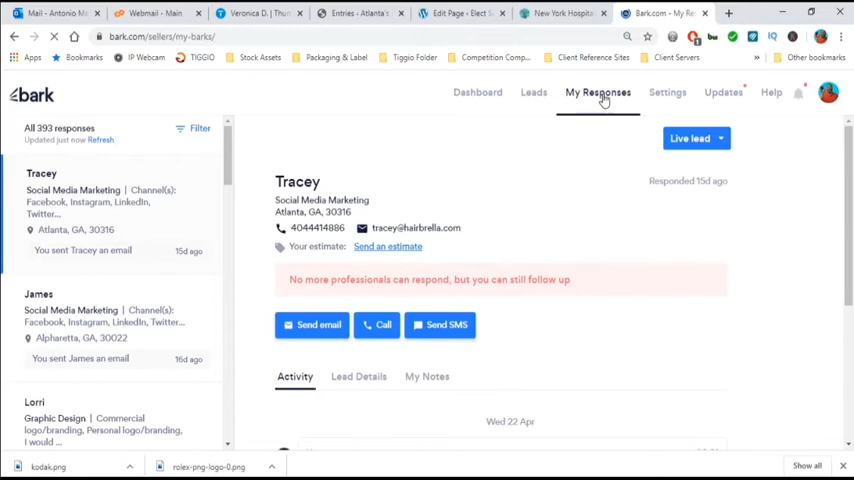 Mail - Antonio M
Webmail - Main
Veronica D. | Thum
Entries - Atlanta's
Edit Page - Elect S
New York Hospita
Bark.com - My Re
bark.com/sellers/my-barks/
Apps
Bookmarks
IP Webcam
TIGGIO
Stock Assets
Packaging & Label
Tiggio Folder
Competition Comp...
Client Reference Sites
Client Servers
»
Other bookmarks
bark
Dashboard
Leads
My Responses
Settings
Updates
Help
All 393 responses
Updated just now Refresh
Filter
Tracey
Social Media Marketing | Channel(s):
Facebook, Instagram, LinkedIn,
Twitter...
Atlanta, GA, 30316
You sent Tracey an email
15d ago
James
Social Media Marketing | Channel(s):
Facebook, Instagram, LinkedIn, Twitter...
Alpharetta, GA, 30022
You sent James an email
16d ago
Lorri
Graphic Design | Commercial
logo/branding, Personal logo/branding,
I would ...
Live lead
Tracey
Responded 15d ago
Social Media Marketing
Atlanta, GA, 30316
4044414886
tracey@hairbrella.com
Your estimate: Send an estimate
No more professionals can respond, but you can still follow up
Send email
Call
Send SMS
Activity
Lead Details
My Notes
Wed 22 Apr
kodak.png
rolex-png-logo-0.png
Show all